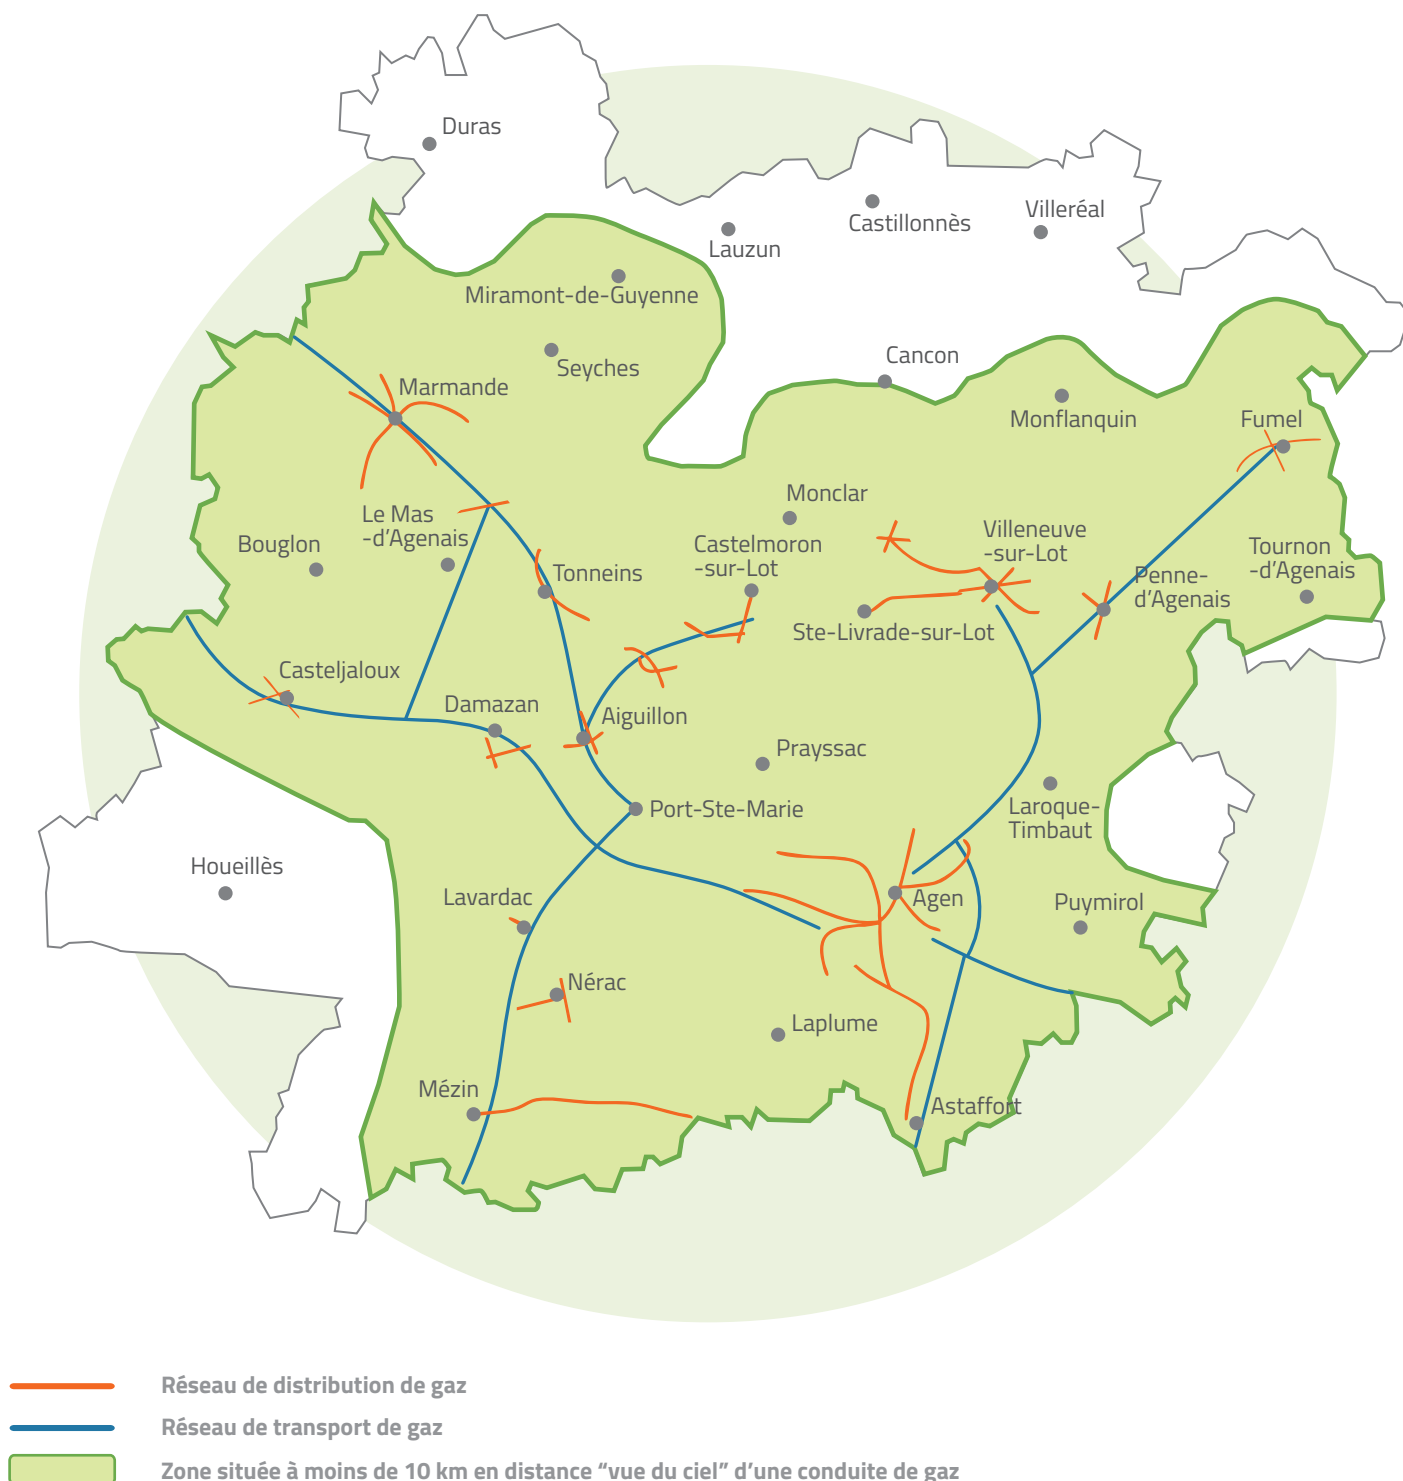 Duras
Villeréal
Castillonnès
Lauzun
Miramont-de-Guyenne
Cancon
Seyches
Marmande
Monflanquin
Fumel
Monclar
Le Mas
-d'Agenais
Villeneuve
-sur-Lot
Bouglon
Castelmoron
-sur-Lot
Tournon
-d'Agenais
Tonneins
Penne-
d'Agenais
Ste-Livrade-sur-Lot
Casteljaloux
Damazan
Aiguillon
Prayssac
Port-Ste-Marie
Laroque-
Timbaut
Houeillès
Lavardac
Agen
Puymirol
Nérac
Laplume
Mézin
Astaffort
Réseau de distribution de gaz
Réseau de transport de gaz
Zone située à moins de 10 km en distance “vue du ciel” d’une conduite de gaz